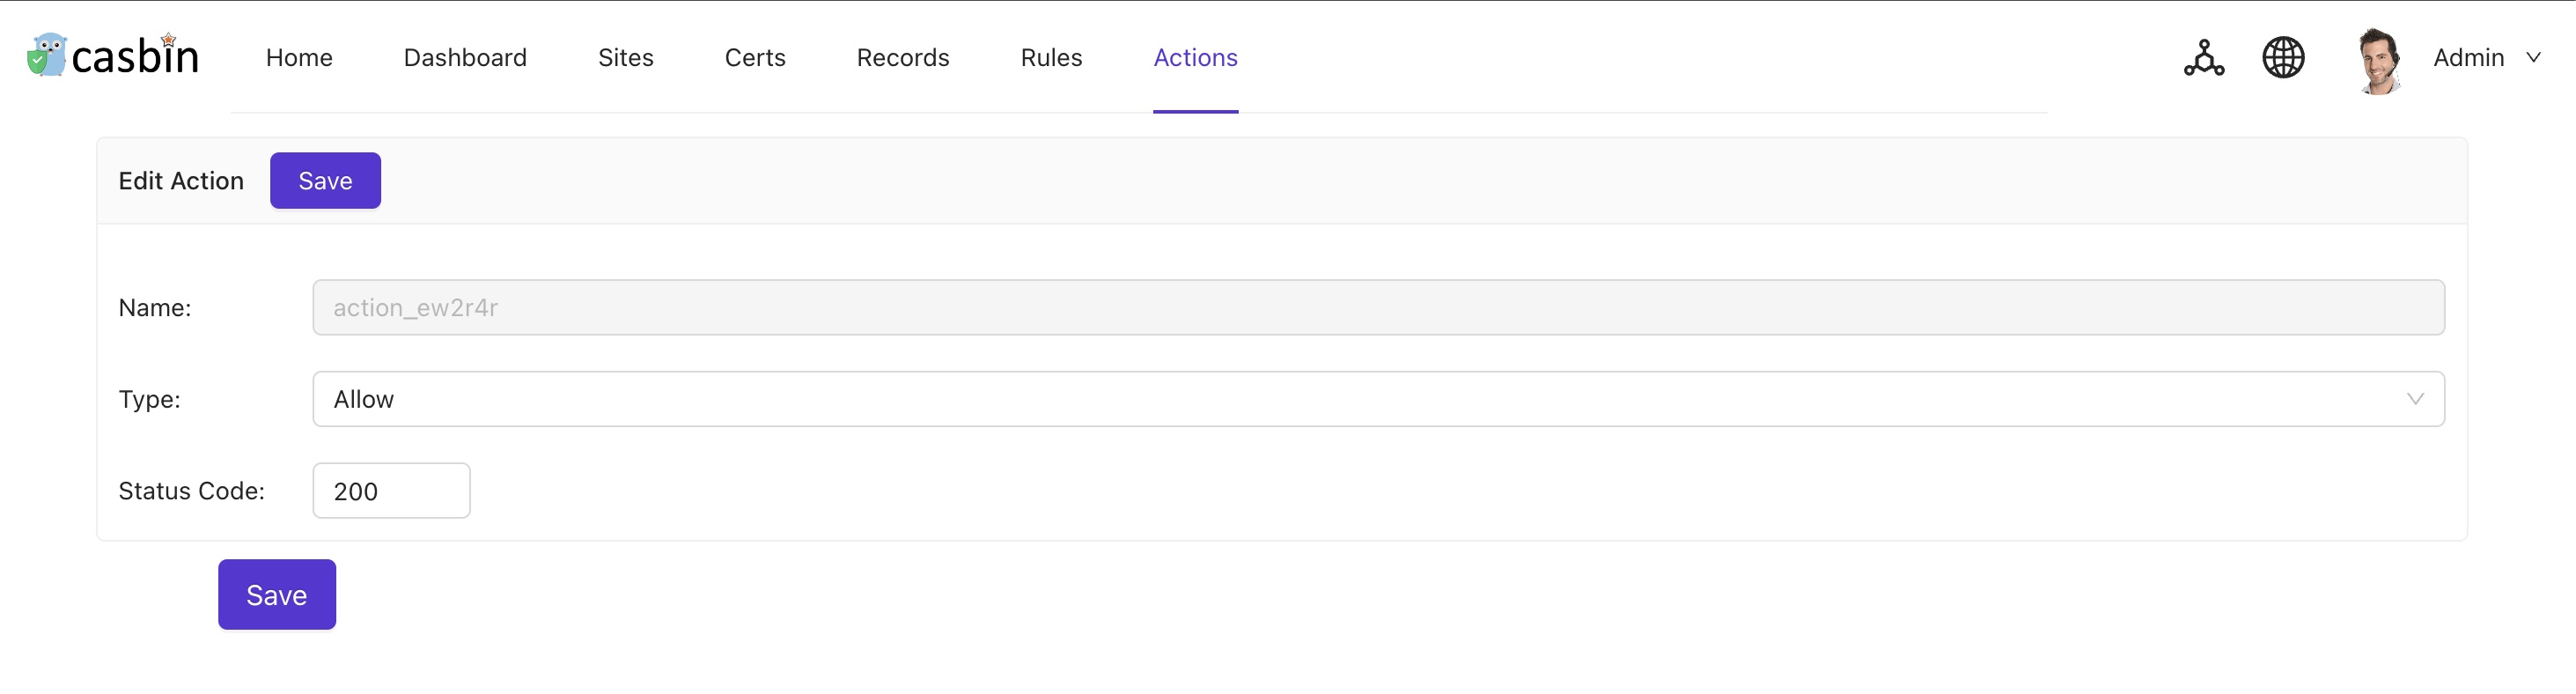 casbin Home Dashboard Sites Certs Records Rules Actions Admin
Edit Action Save
Name: action_ew2r4r
Type: Allow
Status Code: 200
Save